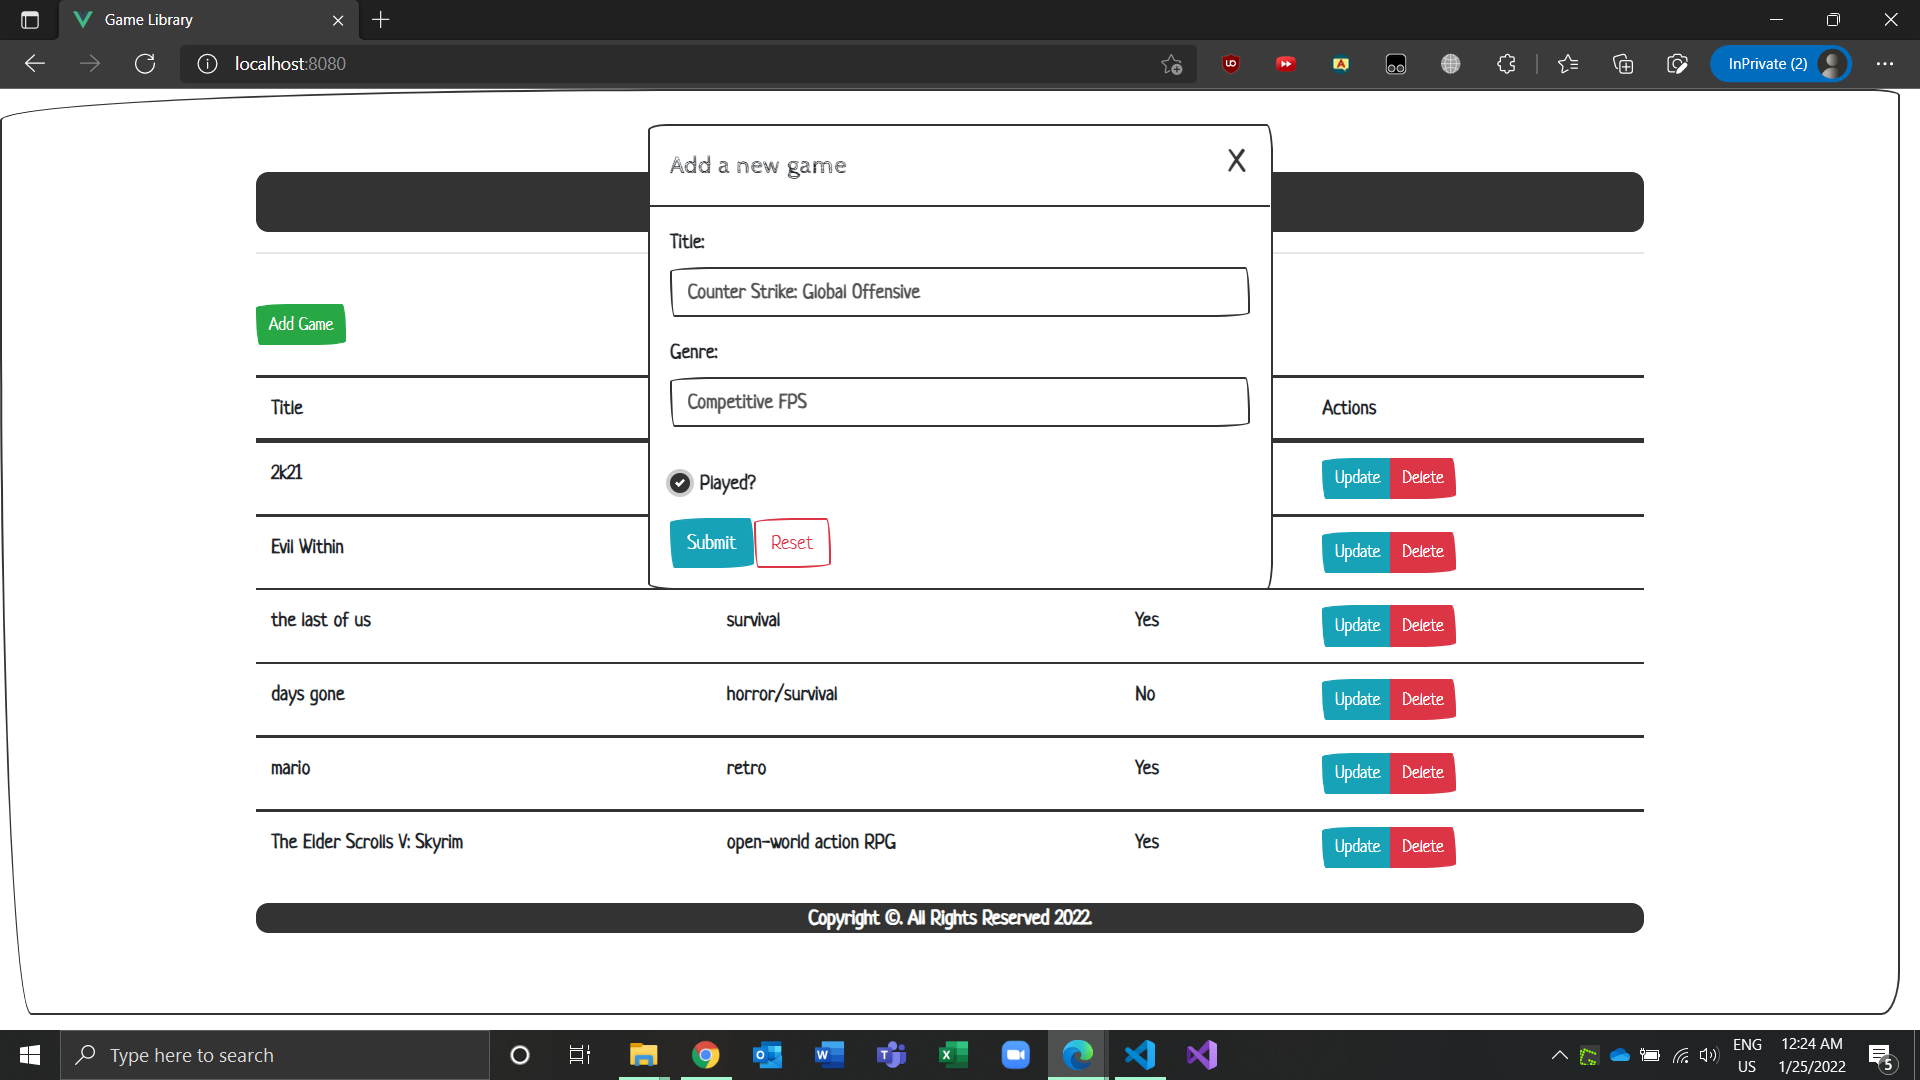 Game Library
localhost:8080
InPrivate (2)
Add a new game
X
Title:
Counter Strike: Global Offensive
Add Game
Genre:
Competitive FPS
Title
Actions
Played?
2k21
Update Delete
Submit Reset
Evil Within
Update Delete
the last of us survival Yes Update Delete
days gone horror/survival No Update Delete
mario retro Yes Update Delete
The Elder Scrolls V: Skyrim open-world action RPG Yes Update Delete
Copyright ©. All Rights Reserved 2022.
Type here to search
ENG
US
12:24 AM
1/25/2022
5